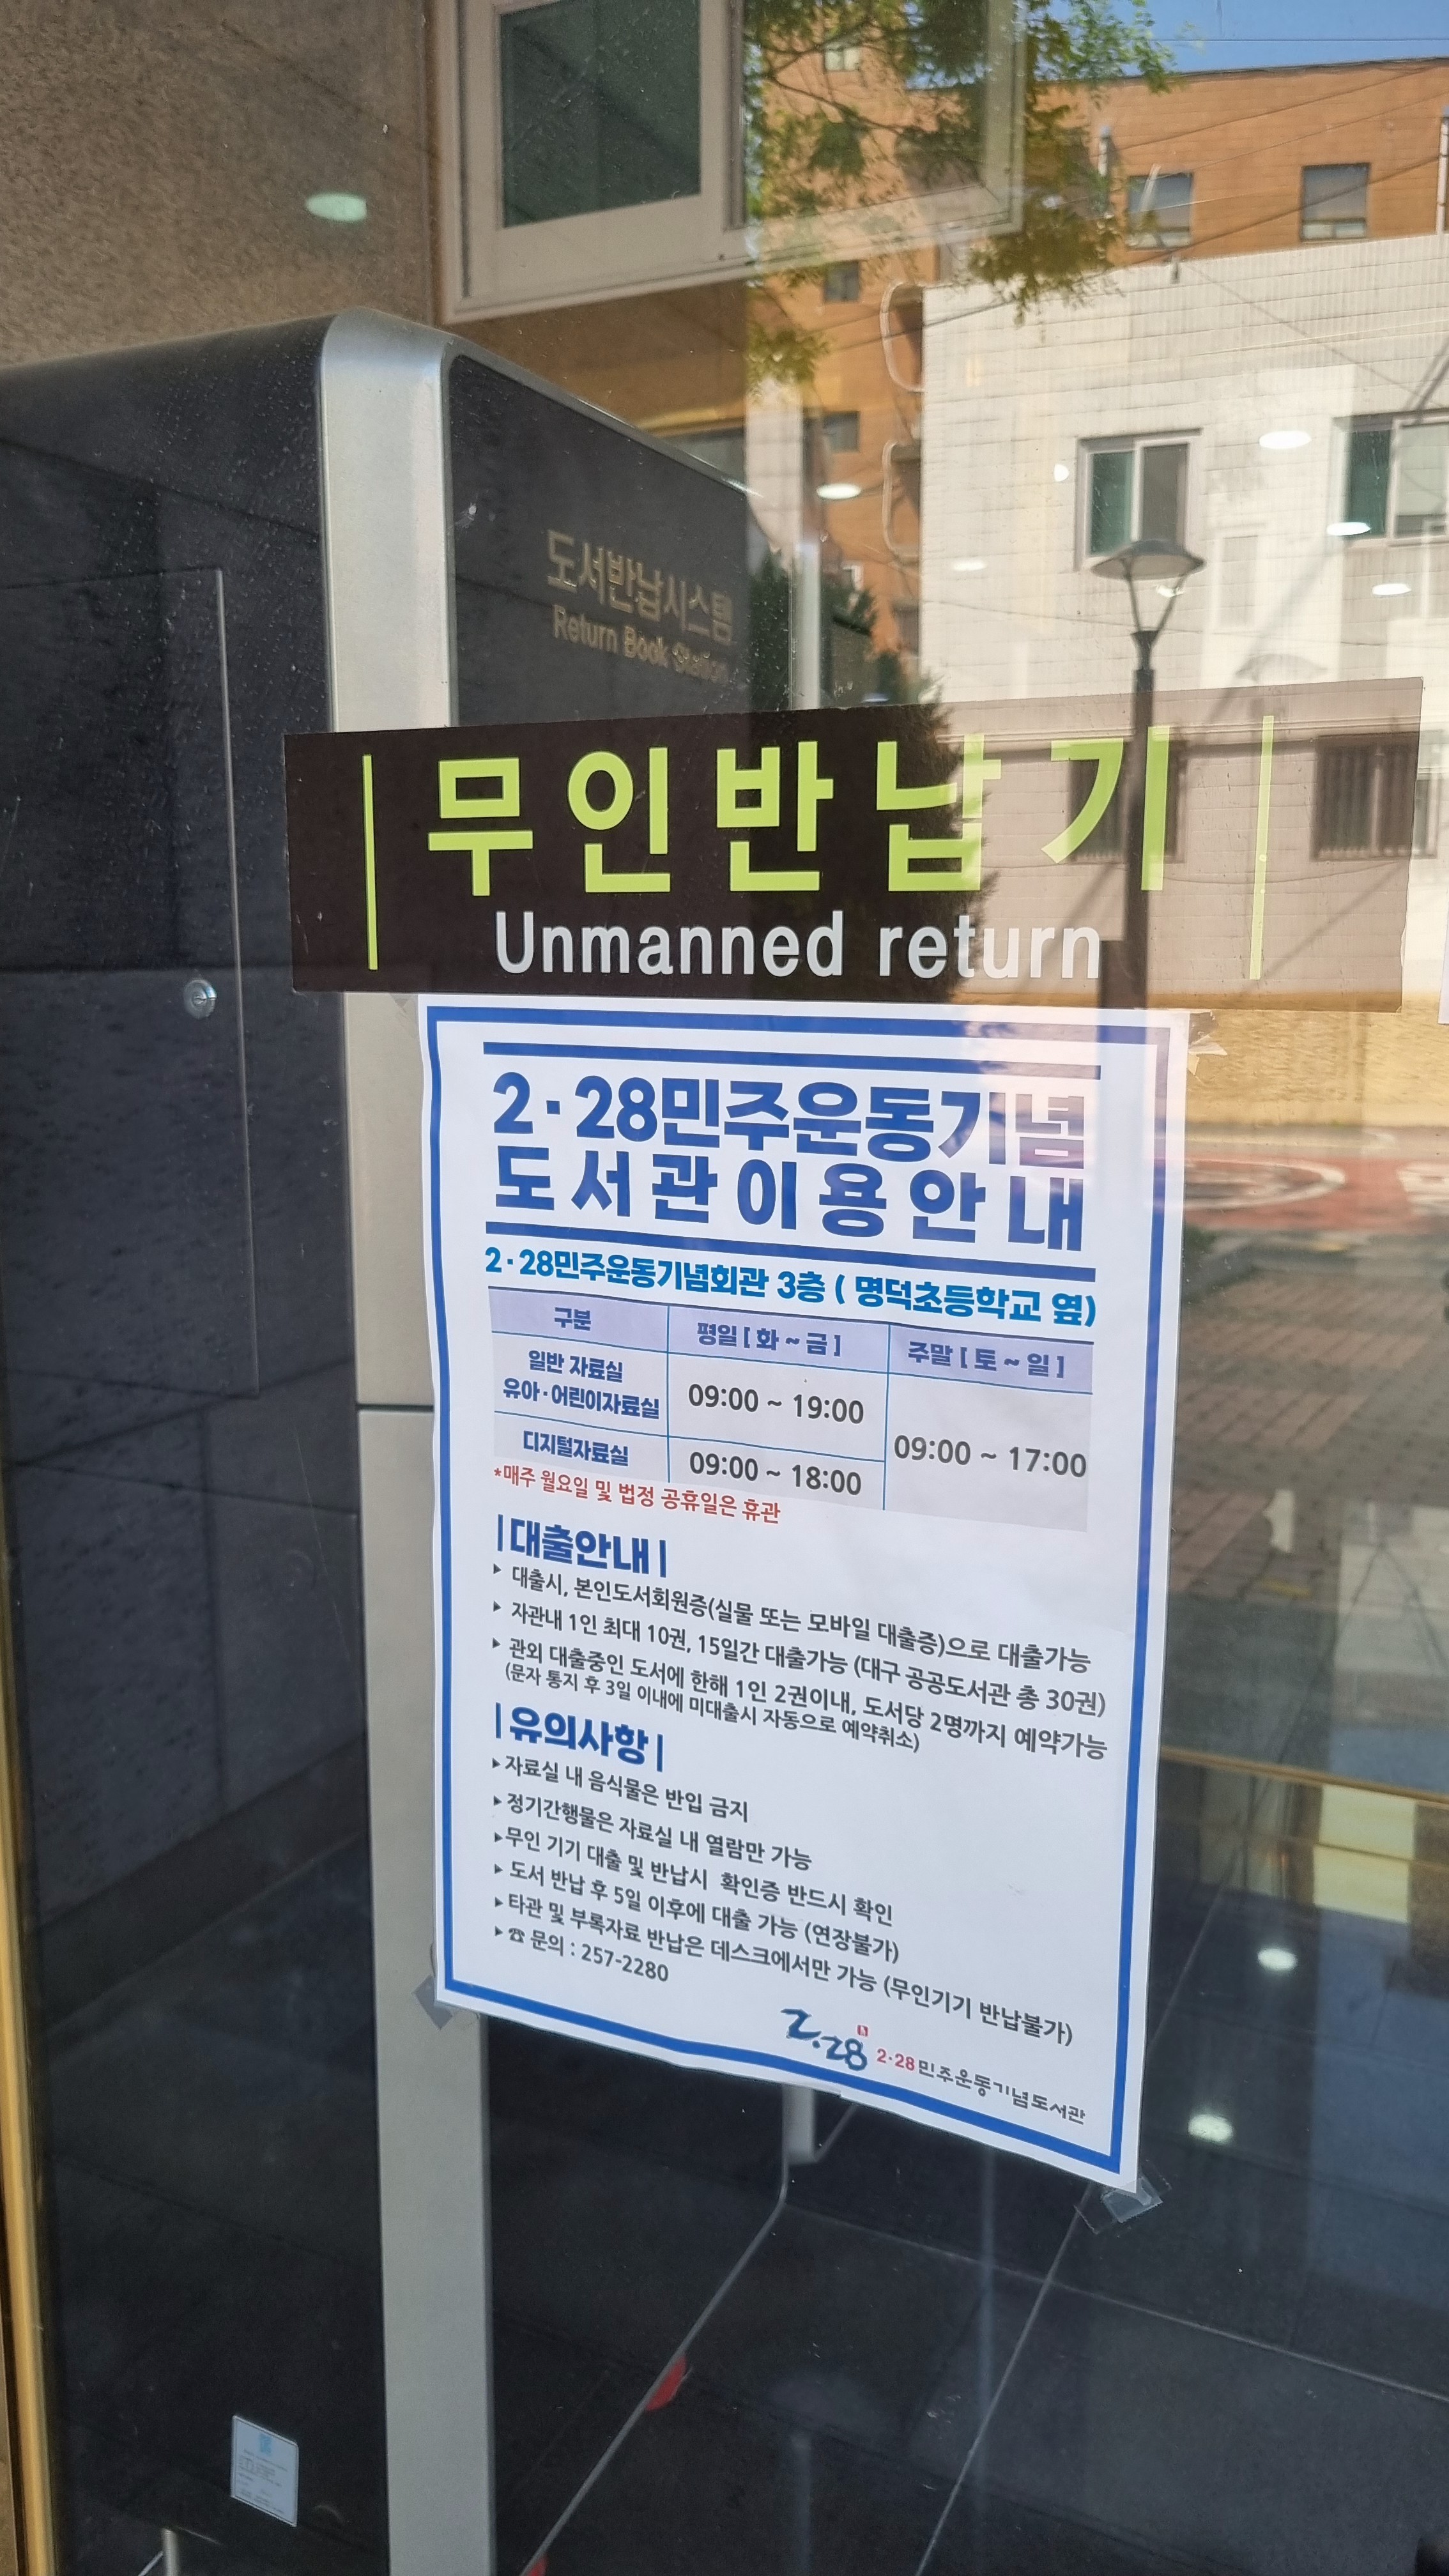 도서반납시스템
Return Book Station
무인반납기
Unmanned return
2·28민주운동기념
도서관이용안내
2·28민주운동기념회관 3층 ( 명덕초등학교 옆)
구분 평일 [ 화 ~ 금 ] 주말 [ 토 ~ 일 ]
일반 자료실
유아·어린이자료실 09:00 ~ 19:00
09:00 ~ 17:00
디지털자료실 09:00 ~ 18:00
*매주 월요일 및 법정 공휴일은 휴관
|대출안내|
▸ 대출시, 본인도서회원증(실물 또는 모바일 대출증)으로 대출가능
▸ 자관내 1인 최대 10권, 15일간 대출가능 (대구 공공도서관 총 30권)
▸ 관외 대출중인 도서에 한해 1인 2권이내, 도서당 2명까지 예약가능
(문자 통지 후 3일 이내에 미대출시 자동으로 예약취소)
|유의사항|
▸ 자료실 내 음식물은 반입 금지
▸ 정기간행물은 자료실 내 열람만 가능
▸ 무인 기기 대출 및 반납시 확인증 반드시 확인
▸ 도서 반납 후 5일 이후에 대출 가능 (연장불가)
▸ 타관 및 부록자료 반납은 데스크에서만 가능 (무인기기 반납불가)
▸ ☎ 문의 : 257-2280
2.28 2·28민주운동기념도서관